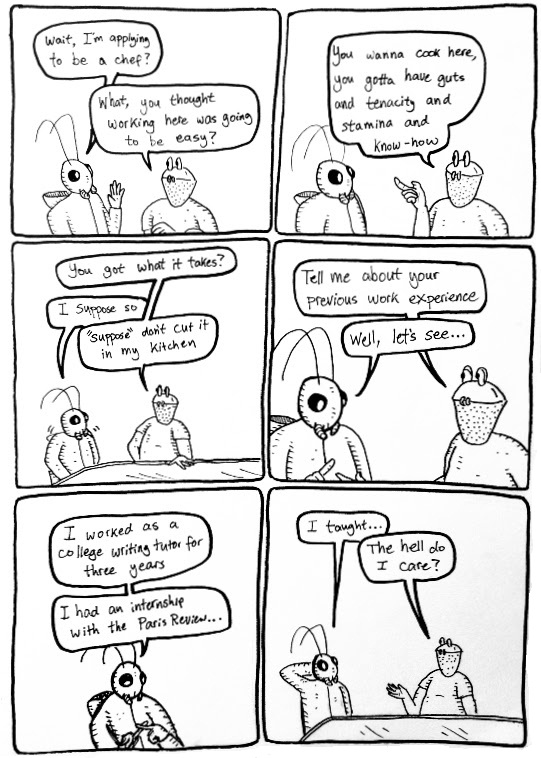 Wait, I'm applying
to be a chef?
What, you thought
working here was going
to be easy?
You wanna cook here,
you gotta have guts
and tenacity and
stamina and
know-how
You got what it takes?
I suppose so
"suppose" don't cut it
in my kitchen
Tell me about your
previous work experience
Well, let's see...
I worked as a
college writing tutor for
three years
I had an internship
with the Paris Review...
I taught...
The hell do
I care?